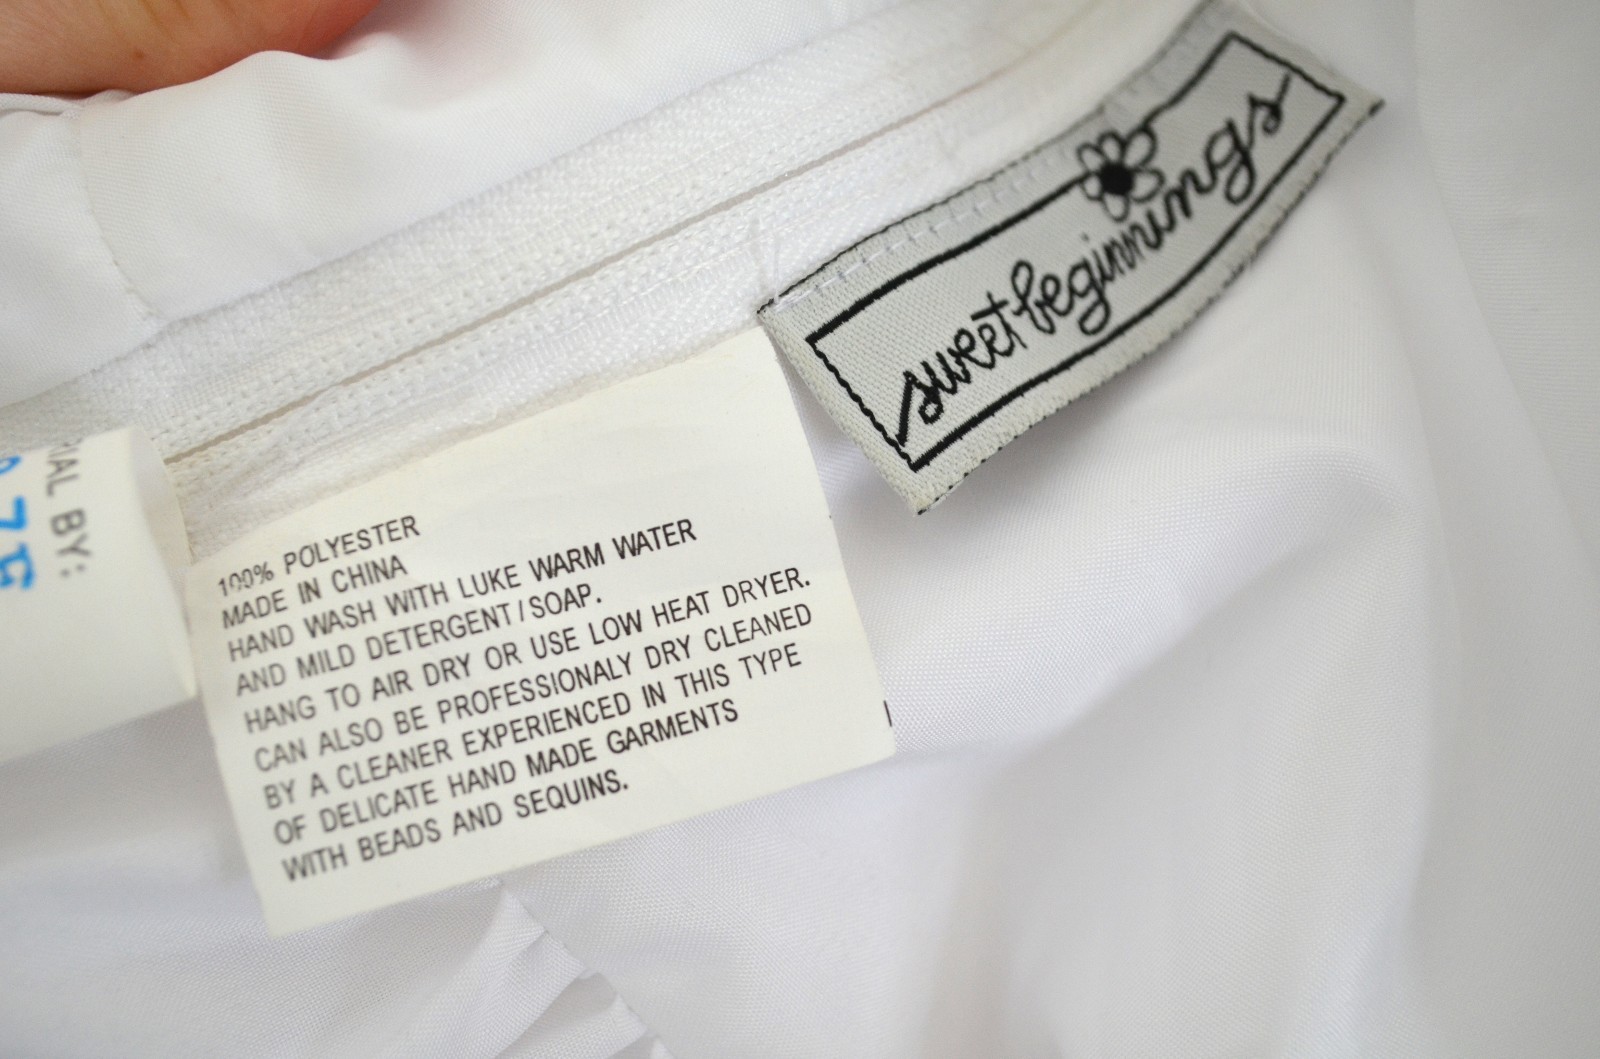 sweet beginnings
IAL BY:
100% POLYESTER
MADE IN CHINA
HAND WASH WITH LUKE WARM WATER
AND MILD DETERGENT/SOAP.
HANG TO AIR DRY OR USE LOW HEAT DRYER.
CAN ALSO BE PROFESSIONALY DRY CLEANED
BY A CLEANER EXPERIENCED IN THIS TYPE
OF DELICATE HAND MADE GARMENTS
WITH BEADS AND SEQUINS.